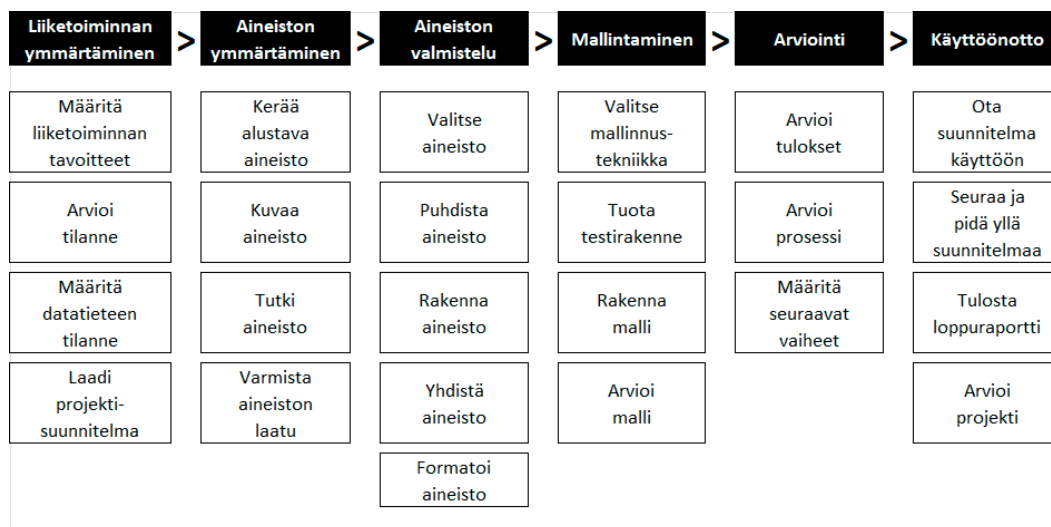 Liiketoiminnan
ymmärtäminen
>
Aineiston
ymmärtäminen
>
Aineiston
valmistelu
>
Mallintaminen
>
Arviointi
>
Käyttöönotto
Määritä
liiketoiminnan
tavoitteet
Arvioi
tilanne
Määritä
datatieteen
tilanne
Laadi
projekti-
suunnitelma
Kerää
alustava
aineisto
Kuvaa
aineisto
Tutki
aineisto
Varmista
aineiston
laatu
Valitse
aineisto
Puhdista
aineisto
Rakenna
aineisto
Yhdistä
aineisto
Formatoi
aineisto
Valitse
mallinnus-
tekniikka
Tuota
testirakenne
Rakenna
malli
Arvioi
malli
Arvioi
tulokset
Arvioi
prosessi
Määritä
seuraavat
vaiheet
Ota
suunnitelma
käyttöön
Seuraa ja
pidä yllä
suunnitelmaa
Tulosta
loppuraportti
Arvioi
projekti